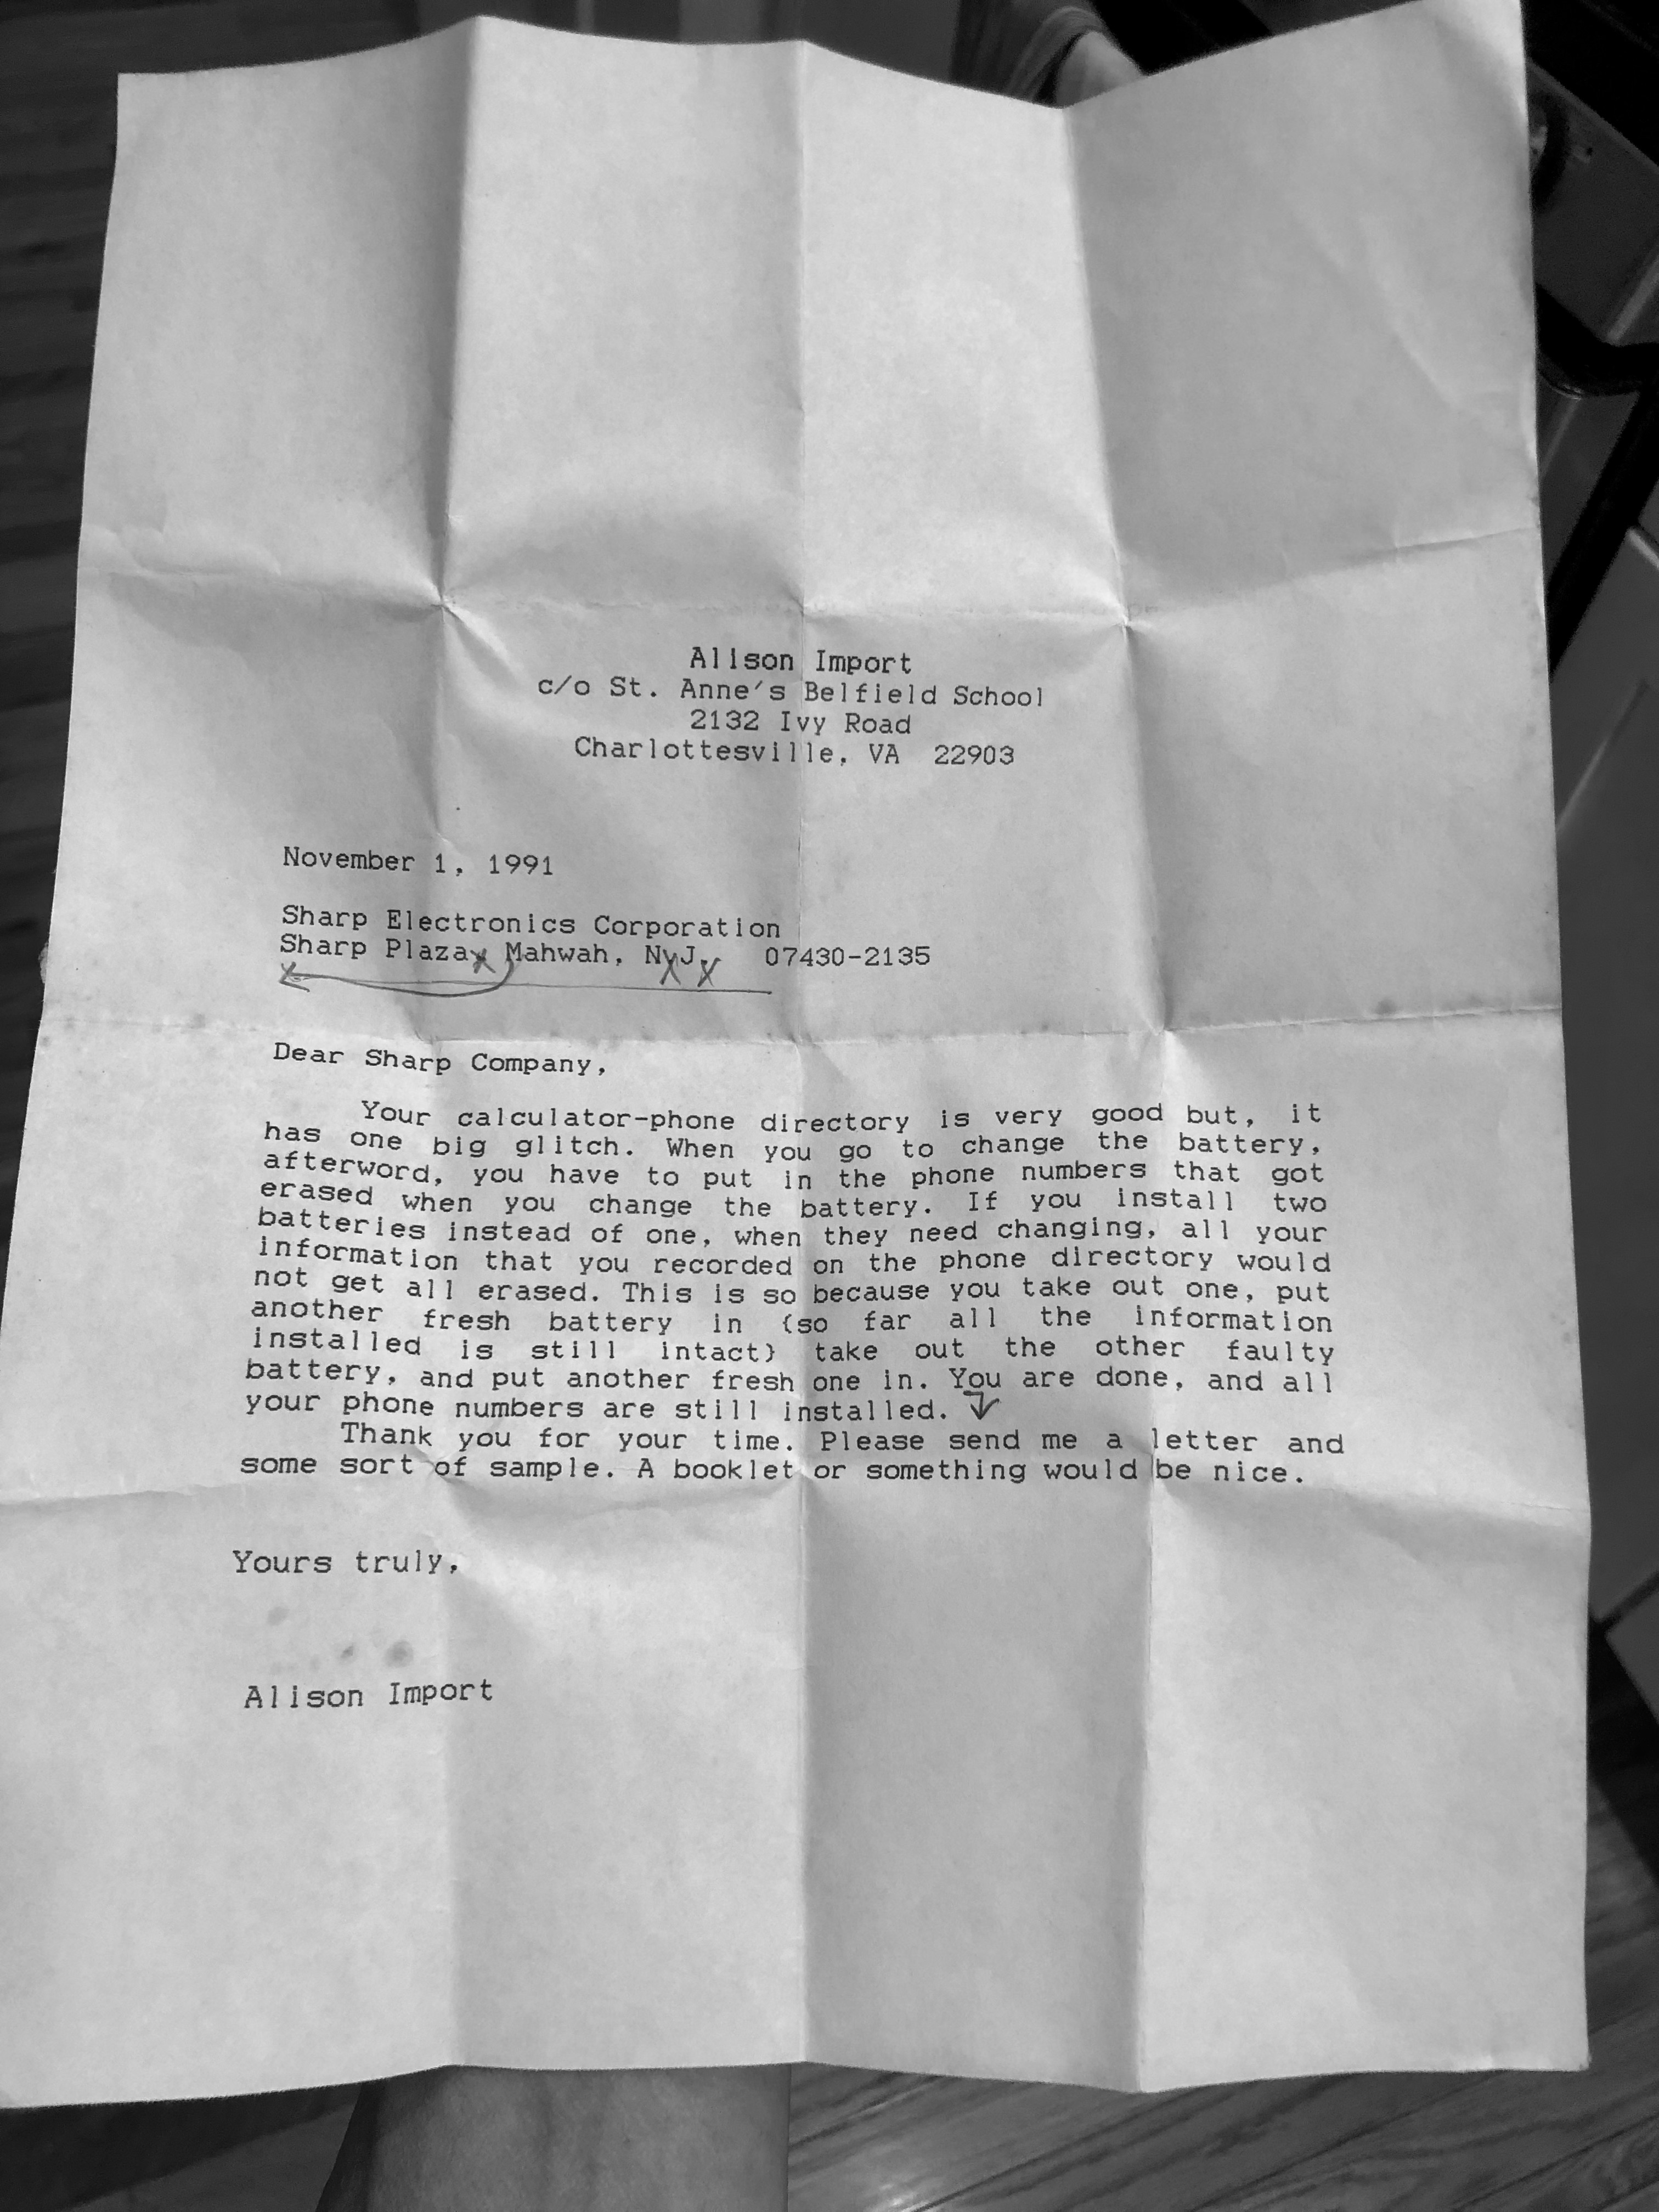 Alison Import
c/o St. Anne's Belfield School
2132 Ivy Road
Charlottesville, VA 22903
November 1, 1991
Sharp Electronics Corporation
Sharp Plaza, Mahwah, N.J. 07430-2135
Dear Sharp Company,
Your calculator-phone directory is very good but, it
has one big glitch. When you go to change the battery,
afterword, you have to put in the phone numbers that got
erased when you change the battery. If you install two
batteries instead of one, when they need changing, all your
information that you recorded on the phone directory would
not get all erased. This is so because you take out one, put
another fresh battery in {so far all the information
installed is still intact} take out the other faulty
battery, and put another fresh one in. You are done, and all
your phone numbers are still installed.
Thank you for your time. Please send me a letter and
some sort of sample. A booklet or something would be nice.
Yours truly,
Alison Import